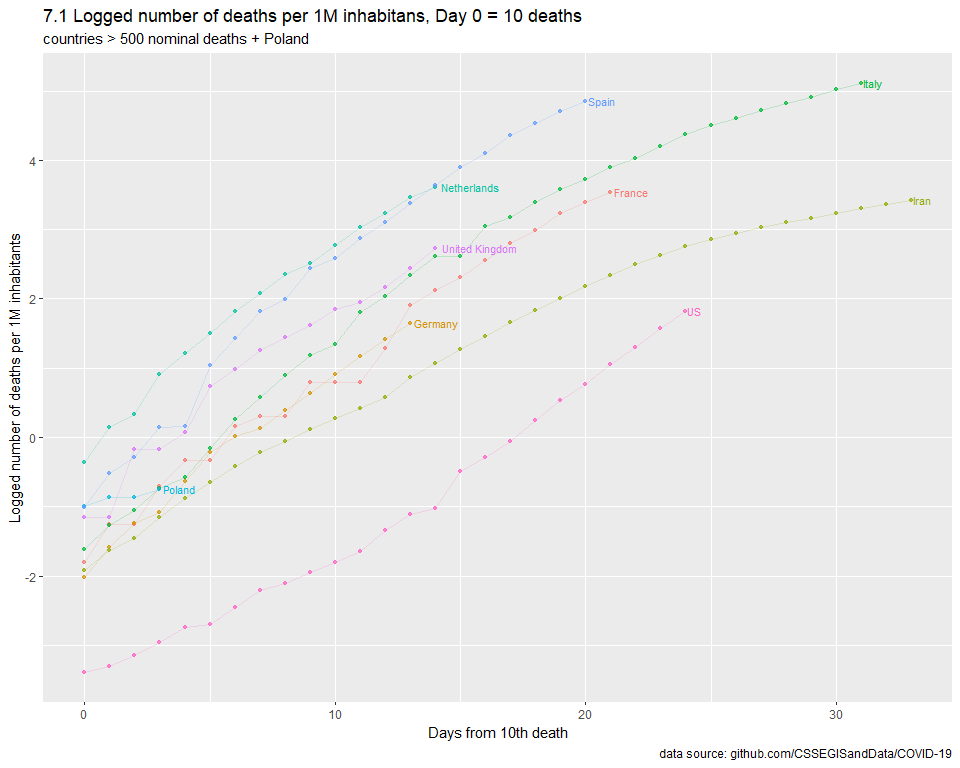 7.1 Logged number of deaths per 1M inhabitans, Day 0 = 10 deaths
countries > 500 nominal deaths + Poland
Logged number of deaths per 1M inhabitants
4
2
0
-2
Italy
Spain
Netherlands
France
Iran
United Kingdom
US
Germany
Poland
0 10 20 30
Days from 10th death
data source: github.com/CSSEGISandData/COVID-19